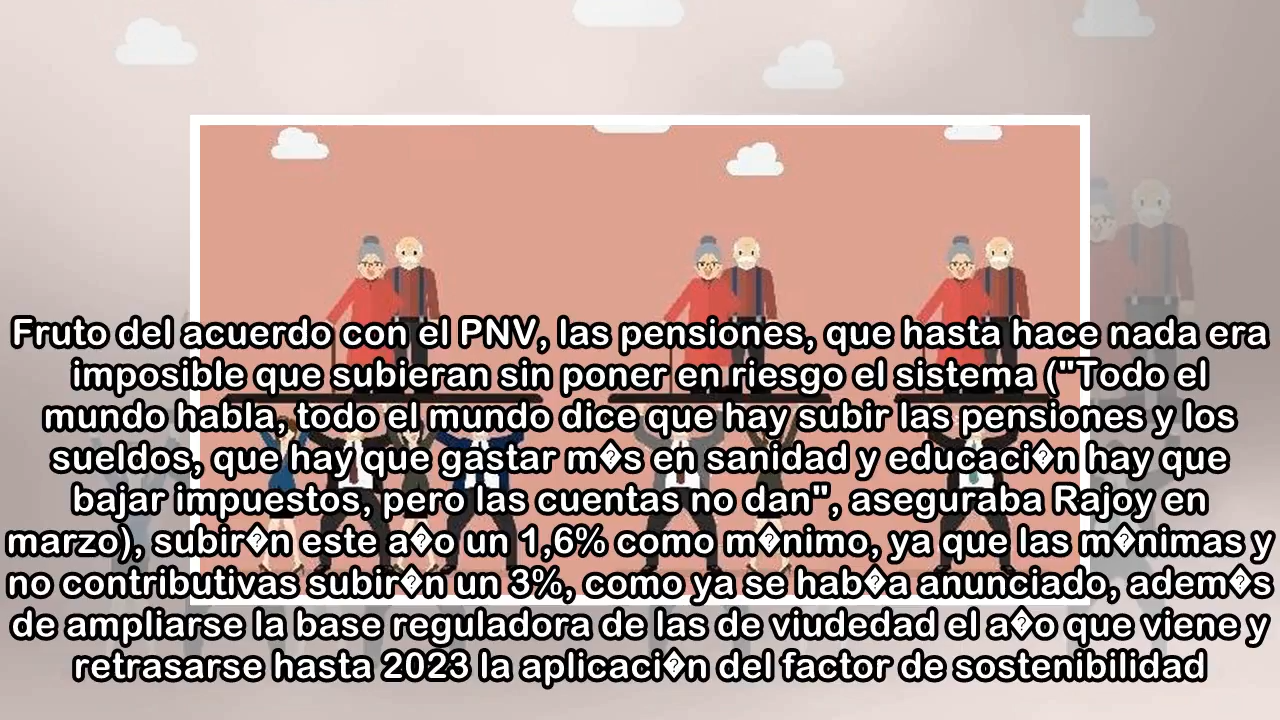 Fruto del acuerdo con el PNV, las pensiones, que hasta hace nada era
imposible que subieran sin poner en riesgo el sistema ("Todo el
mundo habla, todo el mundo dice que hay subir las pensiones y los
sueldos, que hay que gastar m�s en sanidad y educaci�n hay que
bajar impuestos, pero las cuentas no dan", aseguraba Rajoy en
marzo), subir�n este a�o un 1,6% como m�nimo, ya que las m�nimas y
no contributivas subir�n un 3%, como ya se hab�a anunciado, adem�s
de ampliarse la base reguladora de las de viudedad el a�o que viene y
retrasarse hasta 2023 la aplicaci�n del factor de sostenibilidad